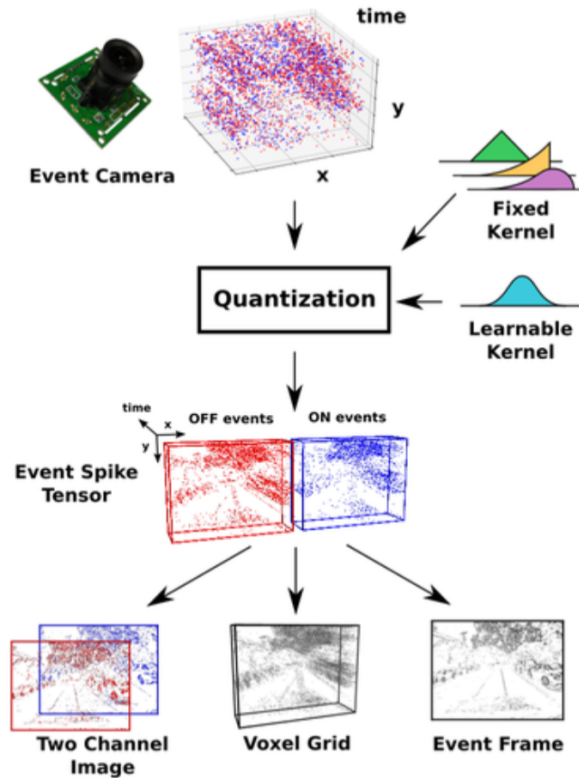 time
y
x
Event Camera
Fixed
Kernel
Quantization
Learnable
Kernel
time
x
y
OFF events
ON events
Event Spike
Tensor
Two Channel
Image
Voxel Grid
Event Frame